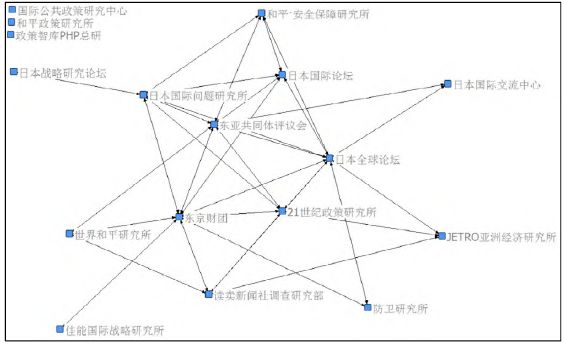 国际公共政策研究中心
和平·安全保障研究所
和平政策研究所
政策智库PHP总研
日本战略研究论坛
日本国际论坛
日本国际交流中心
日本国际问题研究所
东亚共同体评议会
日本全球论坛
东京财团
21世纪政策研究所
世界和平研究所
JETRO亚洲经济研究所
读卖新闻社调查研究部
防卫研究所
佳能国际战略研究所